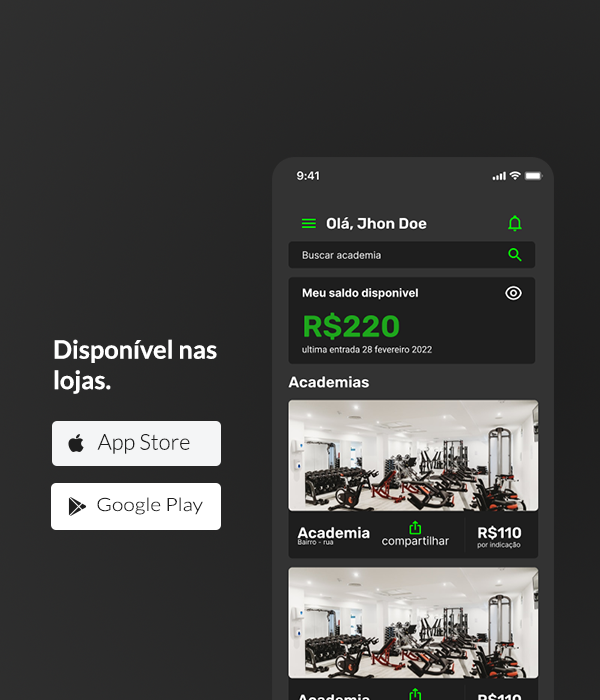 Disponível nas
lojas.
App Store
Google Play
9:41
Olá, Jhon Doe
Buscar academia
Meu saldo disponivel
R$220
ultima entrada 28 fevereiro 2022
Academias
Academia
Bairro - rua
compartilhar
R$110
por indicação
Academia
R$110